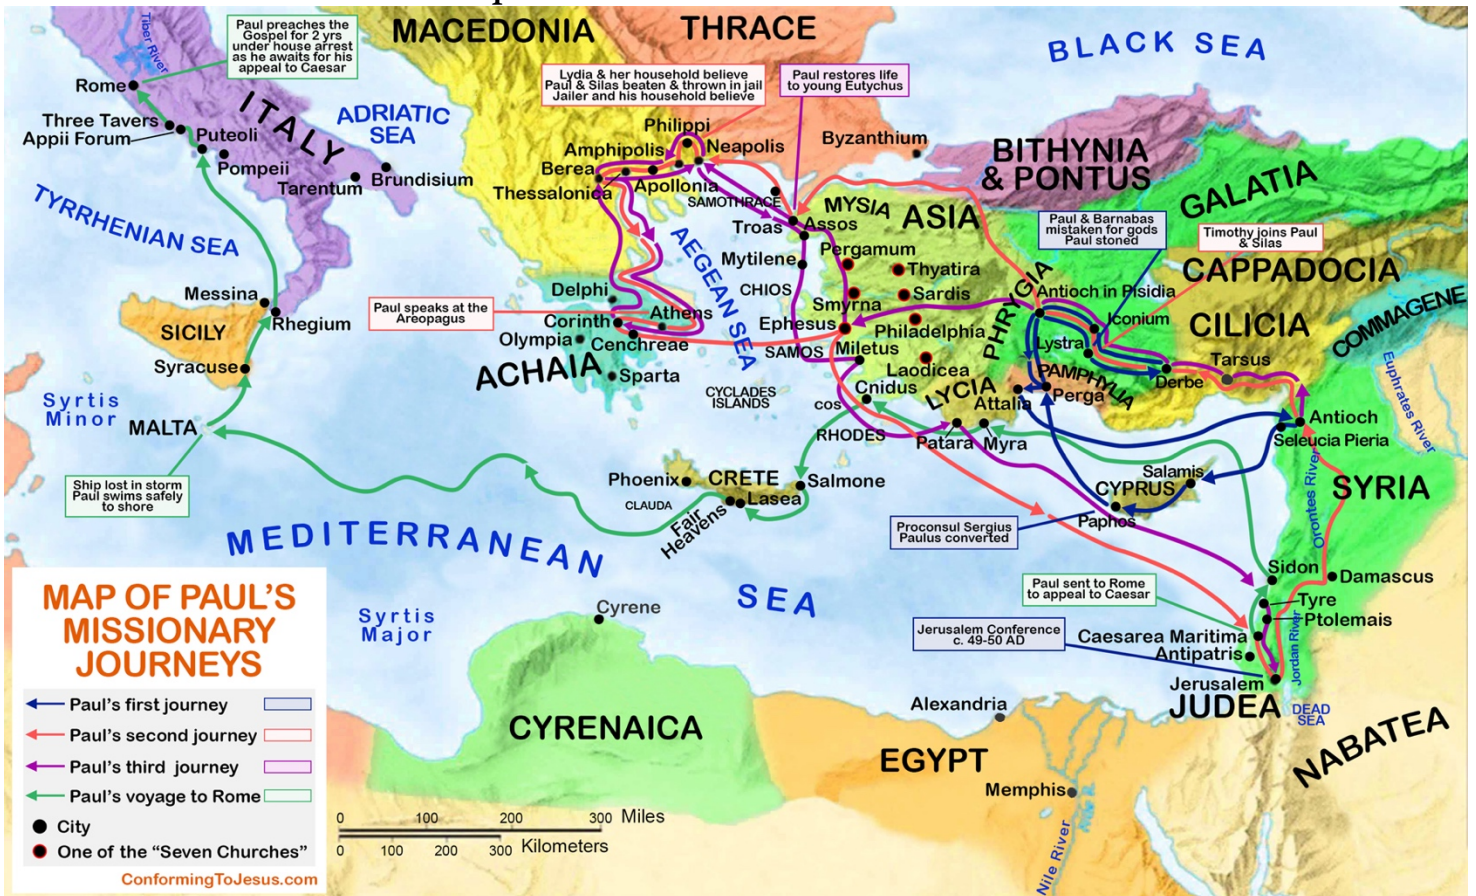 MACEDONIA
THRACE
BLACK SEA
Paul preaches the
Gospel for 2 yrs
under house arrest
as he awaits for his
appeal to Caesar
Tiber River
Rome
ITALY
ADRIATIC
SEA
Three Tavers
Appii Forum
Puteoli
Pompeii
Tarentum
Brundisium
TYRRHENIAN SEA
Lydia & her household believe
Paul & Silas beaten & thrown in jail
Jailer and his household believe
Paul restores life
to young Eutychus
Philippi
Neapolis
Amphipolis
Berea
Thessalonica
Apollonia
SAMOTHRACE
Byzanthium
BITHYNIA
& PONTUS
GALATIA
MYSIA
ASIA
Assos
Troas
Paul & Barnabas
mistaken for gods
Paul stoned
Timothy joins Paul
& Silas
CAPPADOCIA
AEGEAN SEA
Pergamum
Thyatira
Mytilene
CHIOS
Smyrna
Sardis
PHRYGIA
Antioch in Pisidia
Iconium
CILICIA
COMMAGENE
Messina
Rhegium
SICILY
Syracuse
Delphi
Paul speaks at the
Areopagus
Athens
Corinth
Olympia
Cenchreae
ACHAIA
Sparta
Ephesus
Philadelphia
SAMOS
Miletus
Laodicea
Lystra
Derbe
Tarsus
Euphrates River
CYCLADES
ISLANDS
Cnidus
COS
LYCIA
PAMPHYLIA
Attalia
Perga
Antioch
Seleucia Pieria
Syrtis
Minor
MALTA
RHODES
Patara
Myra
Phoenix
CRETE
Salmone
CLAUDA
Lasea
Fair
Heavens
Salamis
CYPRUS
Paphos
Orontes River
SYRIA
Ship lost in storm
Paul swims safely
to shore
MEDITERRANEAN
SEA
Proconsul Sergius
Paulus converted
Sidon
Damascus
Paul sent to Rome
to appeal to Caesar
Tyre
Ptolemais
Jerusalem Conference
c. 49-50 AD
Caesarea Maritima
Antipatris
Jordan River
Jerusalem
JUDEA
DEAD
SEA
NABATEA
Syrtis
Major
Cyrene
CYRENAICA
Alexandria
EGYPT
Memphis
Nile R.
Nile River
MAP OF PAUL'S
MISSIONARY
JOURNEYS
Paul's first journey
Paul's second journey
Paul's third journey
Paul's voyage to Rome
City
One of the "Seven Churches"
ConformingToJesus.com
0 100 200 300 Miles
0 100 200 300 Kilometers